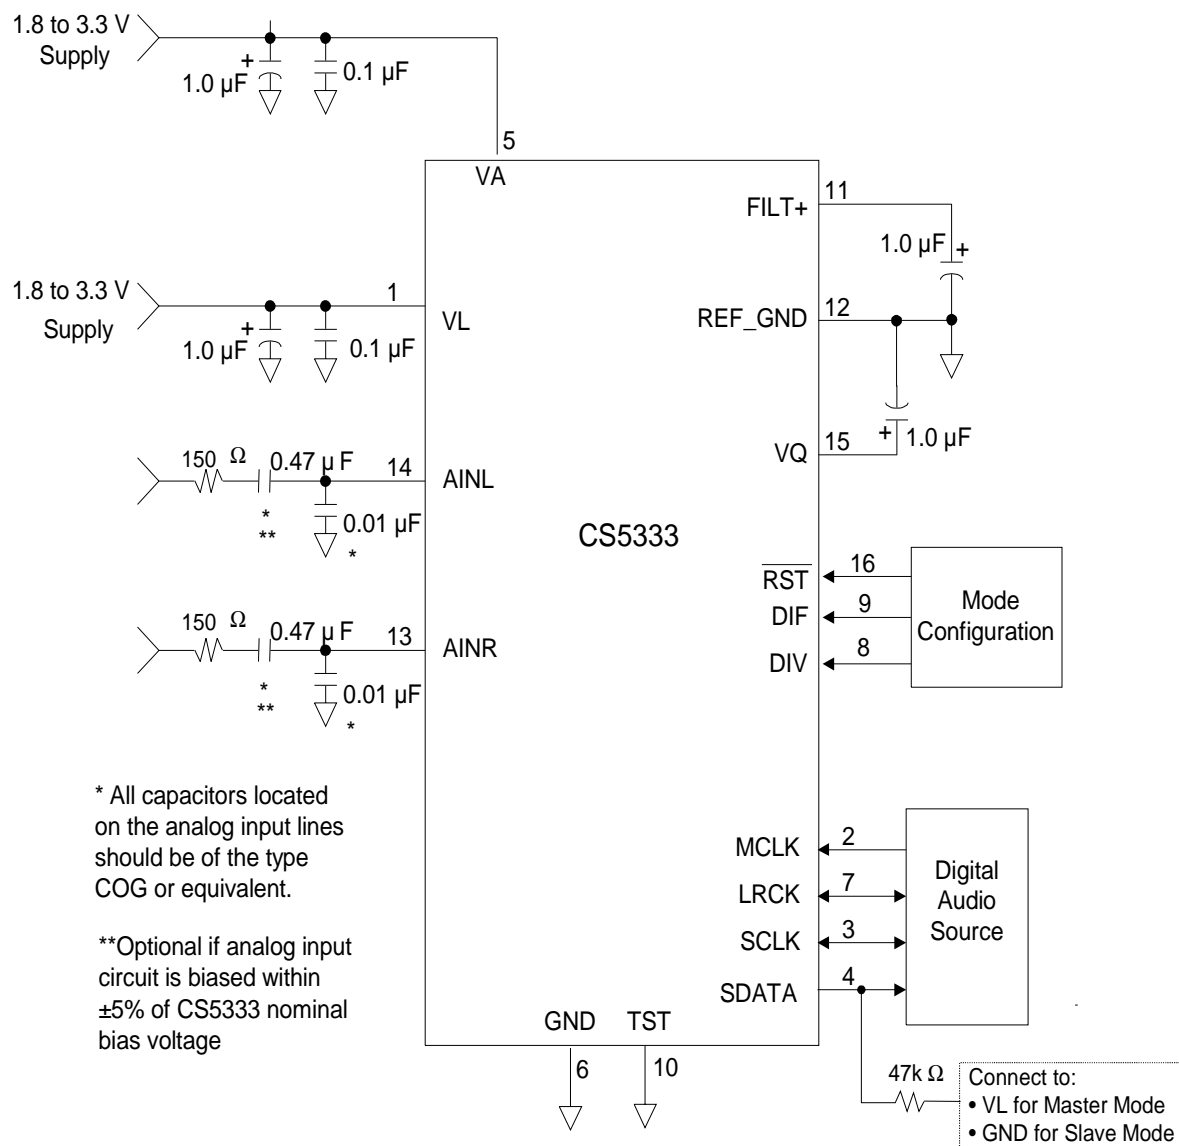 1.8 to 3.3 V
Supply
+
1.0 µF
0.1 µF
5
VA
11
FILT+
1.0 µF
+
1.8 to 3.3 V
Supply
1
VL
+
1.0 µF
0.1 µF
12
REF_GND
15
VQ
+
1.0 µF
150 Ω
0.47 µ F
14
AINL
*
**
0.01 µF
*
CS5333
150 Ω
0.47 µ F
13
AINR
*
**
0.01 µF
*
RST
16
DIF
9
DIV
8
Mode
Configuration
* All capacitors located
on the analog input lines
should be of the type
COG or equivalent.
**Optional if analog input
circuit is biased within
±5% of CS5333 nominal
bias voltage
MCLK
2
LRCK
7
SCLK
3
SDATA
4
Digital
Audio
Source
GND
TST
6
10
47k Ω
Connect to:
• VL for Master Mode
• GND for Slave Mode